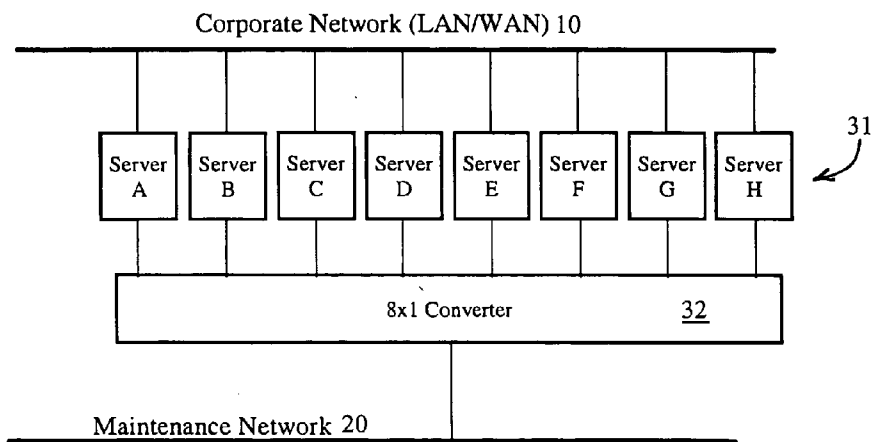 Corporate Network (LAN/WAN) 10
31
Server A
Server B
Server C
Server D
Server E
Server F
Server G
Server H
8x1 Converter 32
Maintenance Network 20